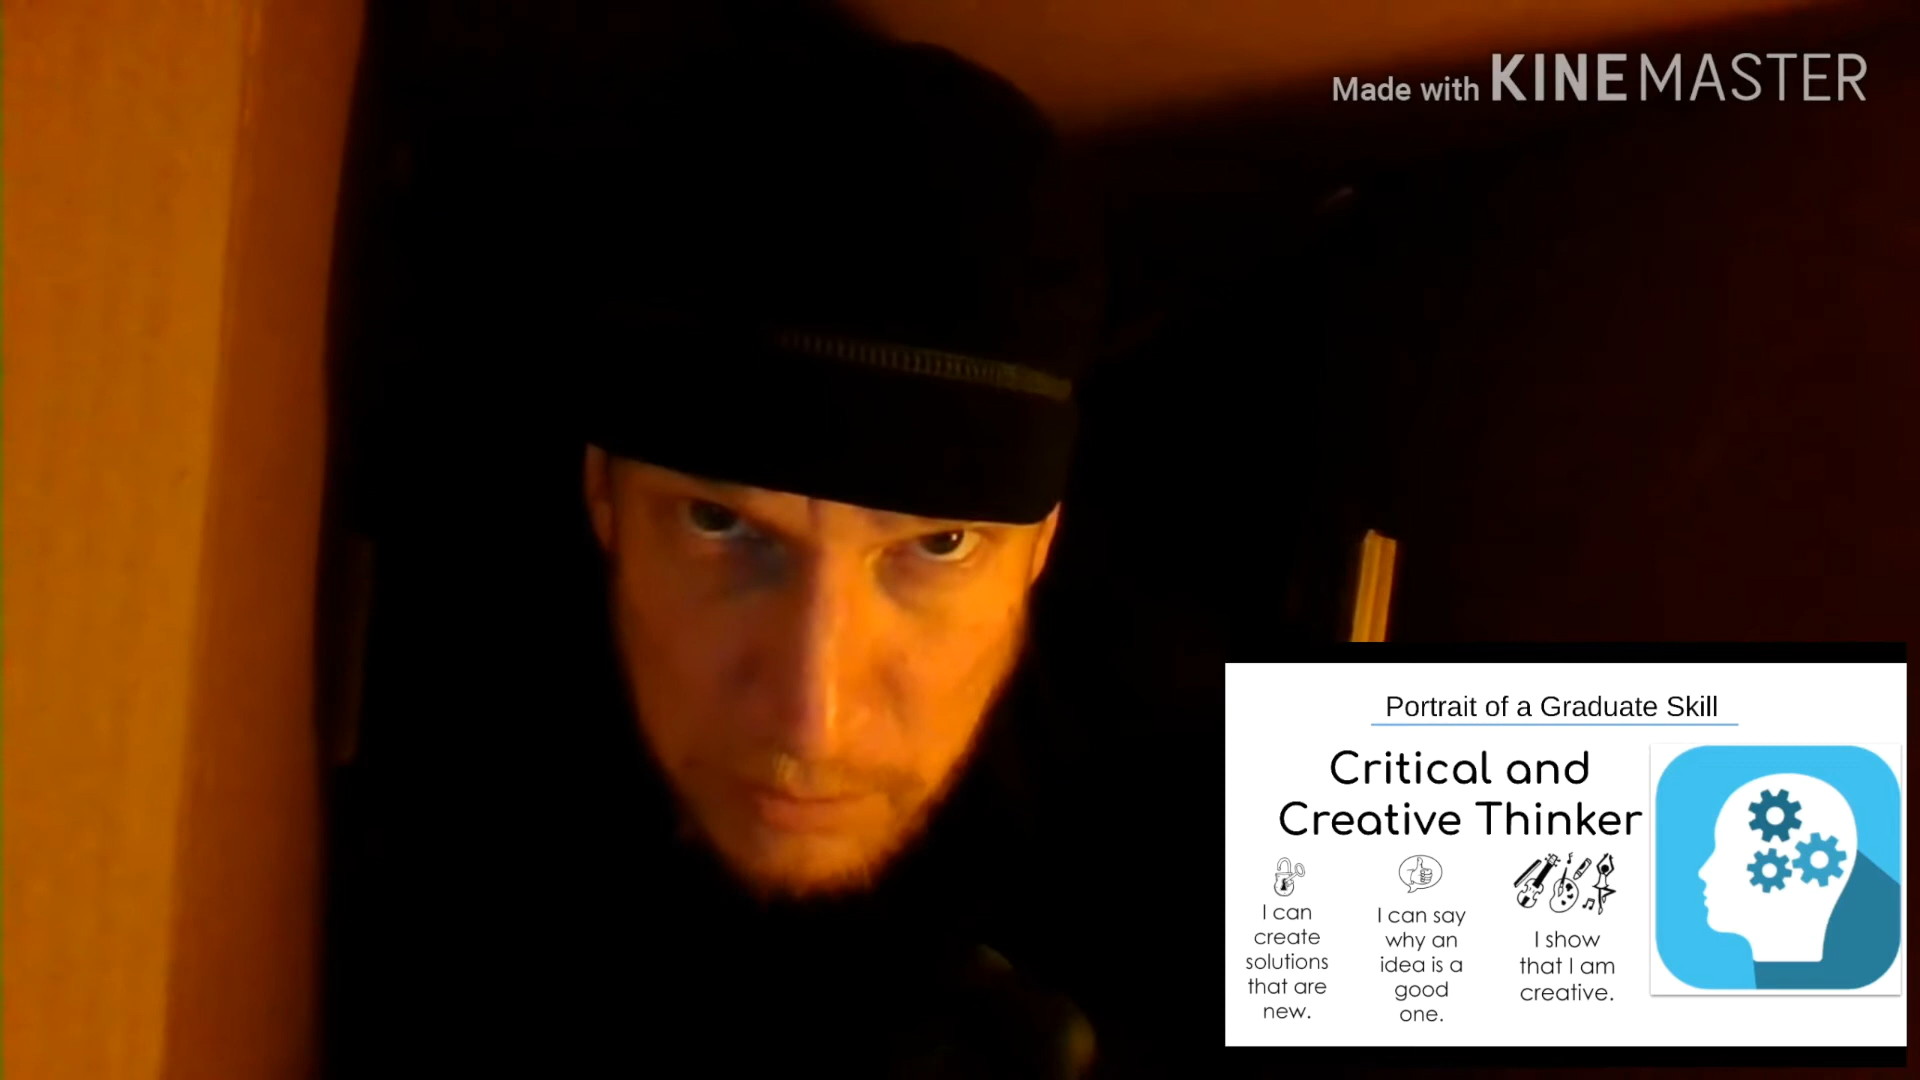 Made with KINEMASTER
Portrait of a Graduate Skill
Critical and
Creative Thinker
I can
create
solutions
that are
new.
I can say
why an
idea is a
good
one.
I show
that I am
creative.